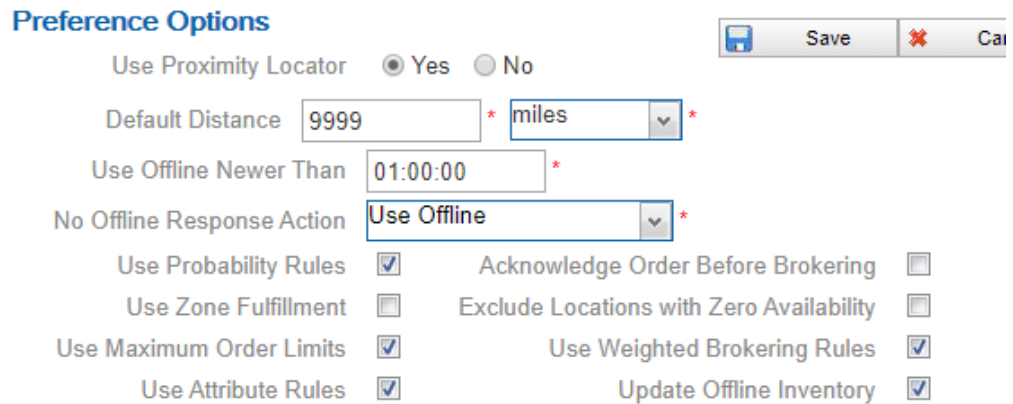 Preference Options
Save Ca
Use Proximity Locator Yes No
Default Distance 9999 * miles *
Use Offline Newer Than 01:00:00 *
No Offline Response Action Use Offline *
Use Probability Rules Acknowledge Order Before Brokering
Use Zone Fulfillment Exclude Locations with Zero Availability
Use Maximum Order Limits Use Weighted Brokering Rules
Use Attribute Rules Update Offline Inventory